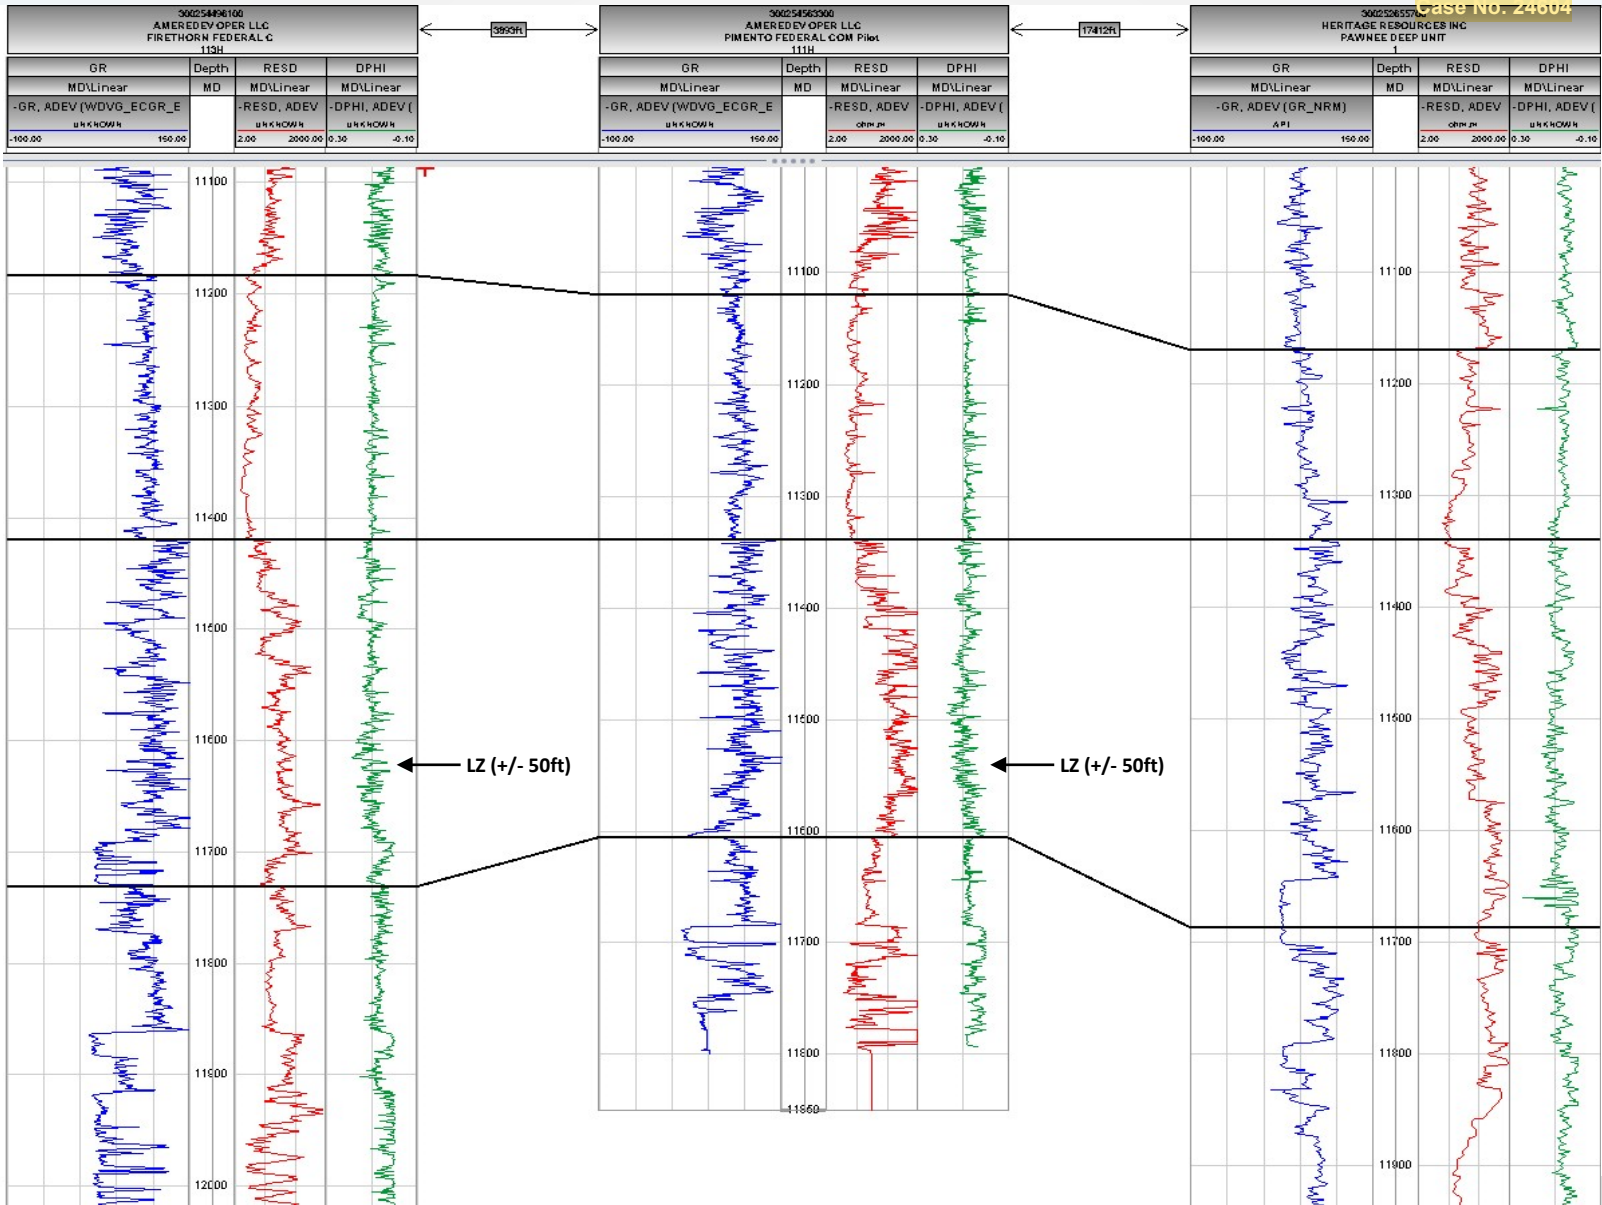 Case No. 24604
300254496100
AMEREDEV OPER LLC
FIRETHORN FEDERAL C
113H
3893ft
300254563300
AMEREDEV OPER LLC
PIMENTO FEDERAL COM Pilot
111H
17412ft
HERITAGE RESOURCES INC
PAWNEE DEEP UNIT
1
GR Depth RESD DPHI
MD\Linear MD MD\Linear MD\Linear
-GR, ADEV (WDVG_ECGR_E -RESD, ADEV -DPHI, ADEV (
UNKNOWN UNKNOWN UNKNOWN
-100.00 150.00 2.00 2000.00 0.30 -0.10
GR Depth RESD DPHI
MD\Linear MD MD\Linear MD\Linear
-GR, ADEV (WDVG_ECGR_E -RESD, ADEV -DPHI, ADEV (
UNKNOWN ohm.m UNKNOWN
-100.00 150.00 2.00 2000.00 0.30 -0.10
GR Depth RESD DPHI
MD\Linear MD MD\Linear MD\Linear
-GR, ADEV (GR_NRM) -RESD, ADEV -DPHI, ADEV (
API ohm.m UNKNOWN
-100.00 150.00 2.00 2000.00 0.30 -0.10
11100
11200
11300
11400
11500
11600
11700
11800
11900
12000
LZ (+/- 50ft)
11100
11200
11300
11400
11500
11600
11700
11800
11850
LZ (+/- 50ft)
11100
11200
11300
11400
11500
11600
11700
11800
11900